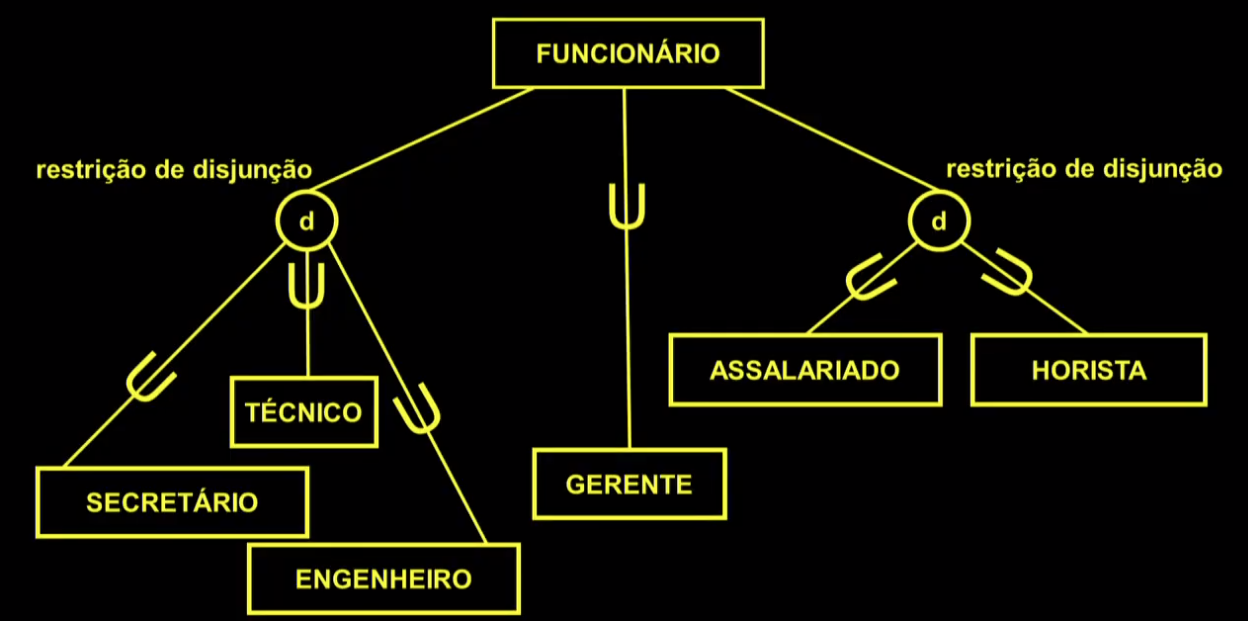 FUNCIONÁRIO
restrição de disjunção
restrição de disjunção
d
d
ASSALARIADO
HORISTA
TÉCNICO
GERENTE
SECRETÁRIO
ENGENHEIRO